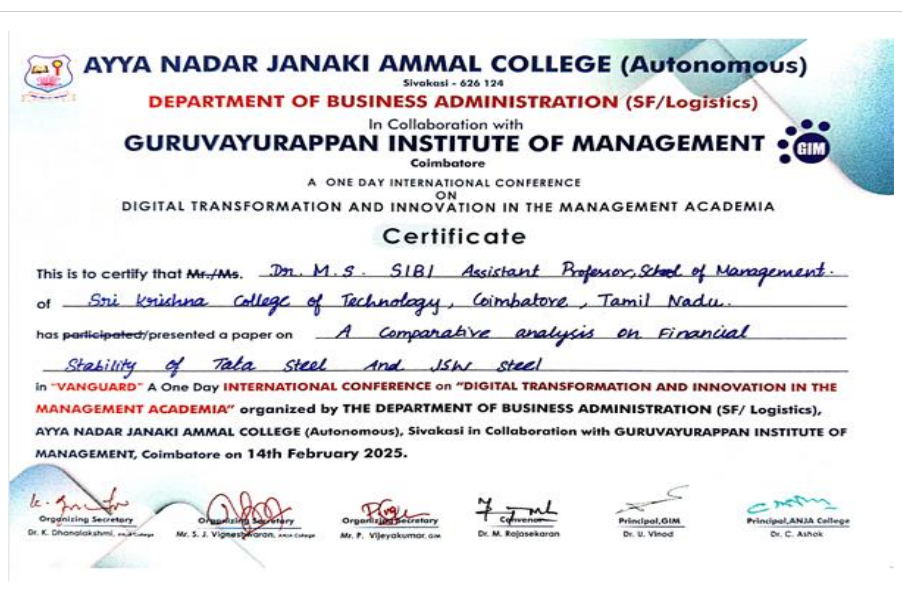 AYYA NADAR JANAKI AMMAL COLLEGE (Autonomous)
Sivakasi - 626 124
DEPARTMENT OF BUSINESS ADMINISTRATION (SF/Logistics)
In Collaboration with
GURUVAYURAPPAN INSTITUTE OF MANAGEMENT
GIM
Coimbatore
A ONE DAY INTERNATIONAL CONFERENCE
ON
DIGITAL TRANSFORMATION AND INNOVATION IN THE MANAGEMENT ACADEMIA
Certificate
This is to certify that Mr./Ms. Dr. M.S. SIBI Assistant Professor, School of Management.
of Sri Krishna College of Technology, Coimbatore, Tamil Nadu.
has participated/presented a paper on A Comparative analysis on Financial
Stability of Tata Steel And JSW Steel
in "VANGUARD" A One Day INTERNATIONAL CONFERENCE on "DIGITAL TRANSFORMATION AND INNOVATION IN THE
MANAGEMENT ACADEMIA" organized by THE DEPARTMENT OF BUSINESS ADMINISTRATION (SF/ Logistics),
AYYA NADAR JANAKI AMMAL COLLEGE (Autonomous), Sivakasi in Collaboration with GURUVAYURAPPAN INSTITUTE OF
MANAGEMENT, Coimbatore on 14th February 2025.
Organizing Secretary Organizing Secretary Organizing Secretary Convenor Principal,GIM Principal,ANJA College
Dr. K. Dhanalakshmi, ANJA College Mr. S. J. Vigneshwaran, ANJA College Mr. P. Vijeyakumar, GIM Dr. M. Rajasekaran Dr. U. Vinod Dr. C. Ashok